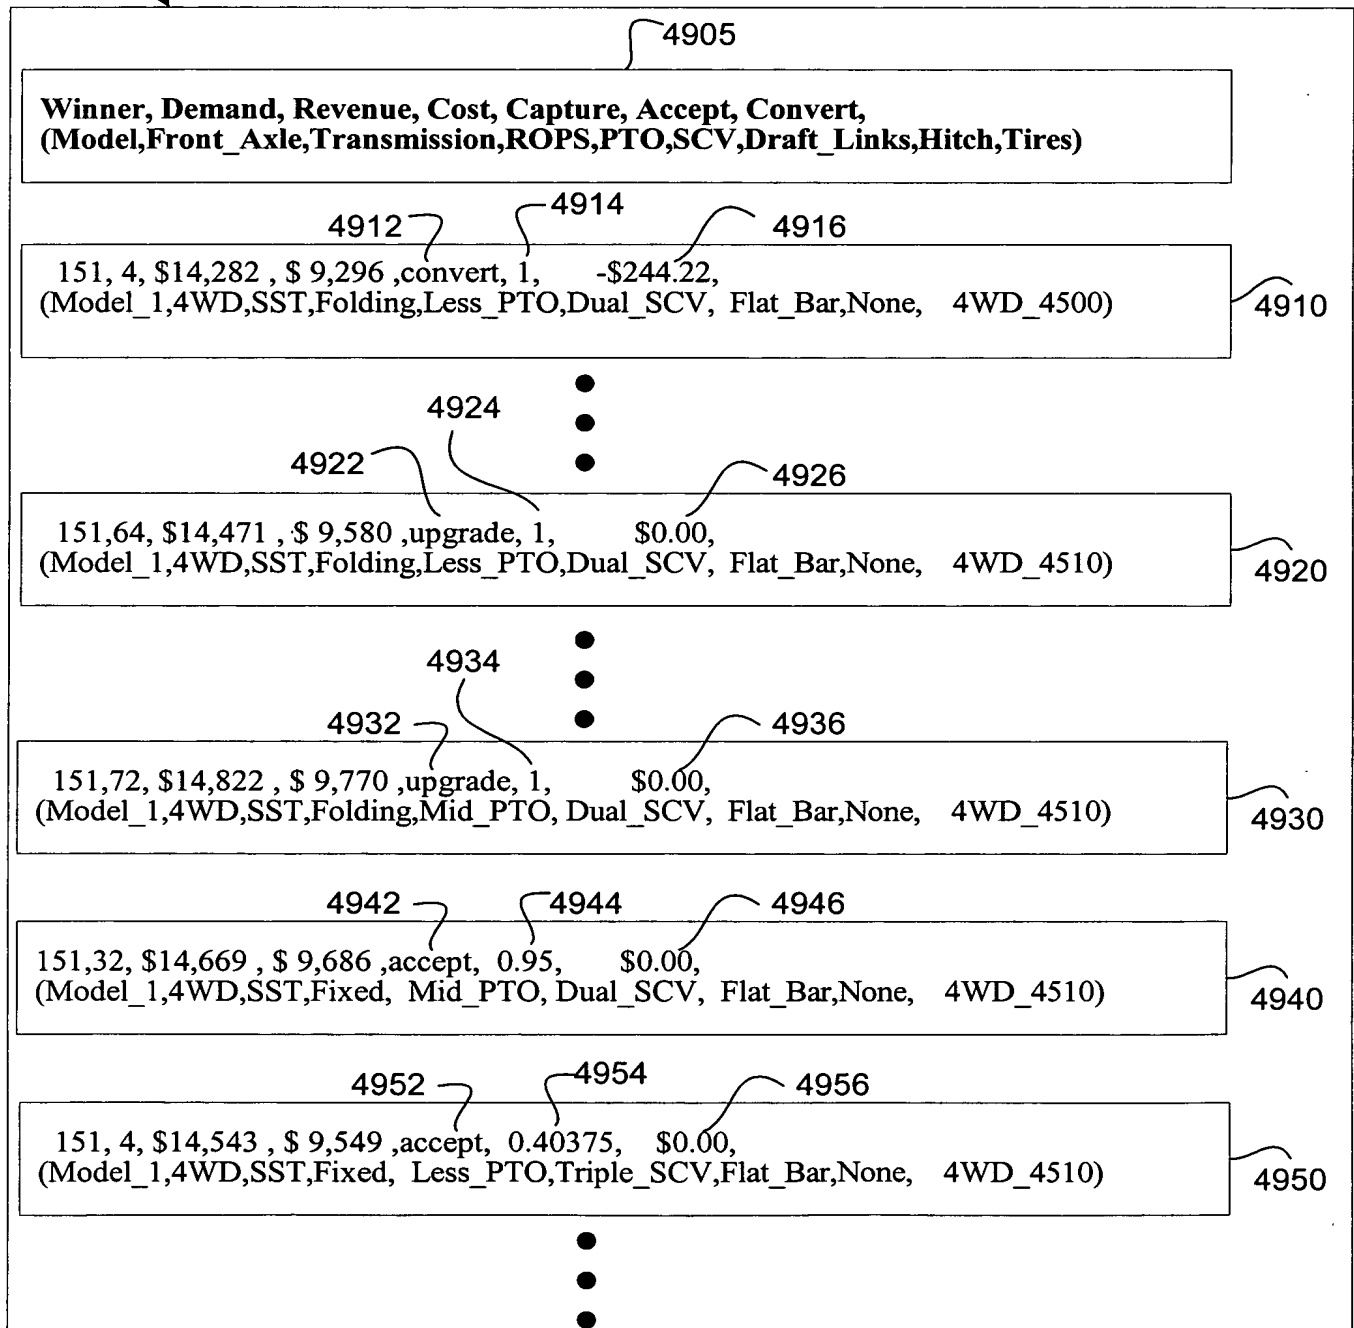 4905
Winner, Demand, Revenue, Cost, Capture, Accept, Convert,
(Model,Front_Axle,Transmission,ROPS,PTO,SCV,Draft_Links,Hitch,Tires)
4912 4914 4916
151, 4, $14,282 , $ 9,296 ,convert, 1, -$244.22,
(Model_1,4WD,SST,Folding,Less_PTO,Dual_SCV, Flat_Bar,None, 4WD_4500)
4910
4924
4922 4926
151,64, $14,471 , $ 9,580 ,upgrade, 1, $0.00,
(Model_1,4WD,SST,Folding,Less_PTO,Dual_SCV, Flat_Bar,None, 4WD_4510)
4920
4934
4932 4936
151,72, $14,822 , $ 9,770 ,upgrade, 1, $0.00,
(Model_1,4WD,SST,Folding,Mid_PTO, Dual_SCV, Flat_Bar,None, 4WD_4510)
4930
4942 4944 4946
151,32, $14,669 , $ 9,686 ,accept, 0.95, $0.00,
(Model_1,4WD,SST,Fixed, Mid_PTO, Dual_SCV, Flat_Bar,None, 4WD_4510)
4940
4952 4954 4956
151, 4, $14,543 , $ 9,549 ,accept, 0.40375, $0.00,
(Model_1,4WD,SST,Fixed, Less_PTO,Triple_SCV,Flat_Bar,None, 4WD_4510)
4950